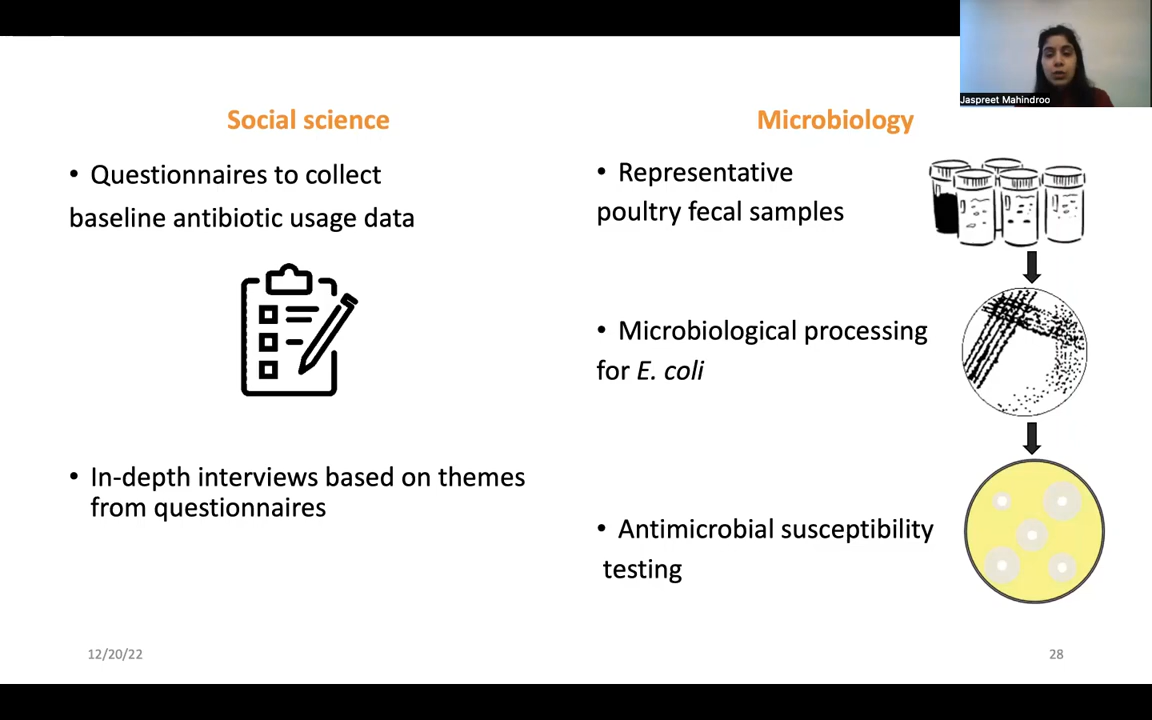 Jaspreet Mahindroo
Social science
• Questionnaires to collect
baseline antibiotic usage data
• In-depth interviews based on themes
from questionnaires
Microbiology
• Representative
poultry fecal samples
• Microbiological processing
for E. coli
• Antimicrobial susceptibility
testing
12/20/22
28